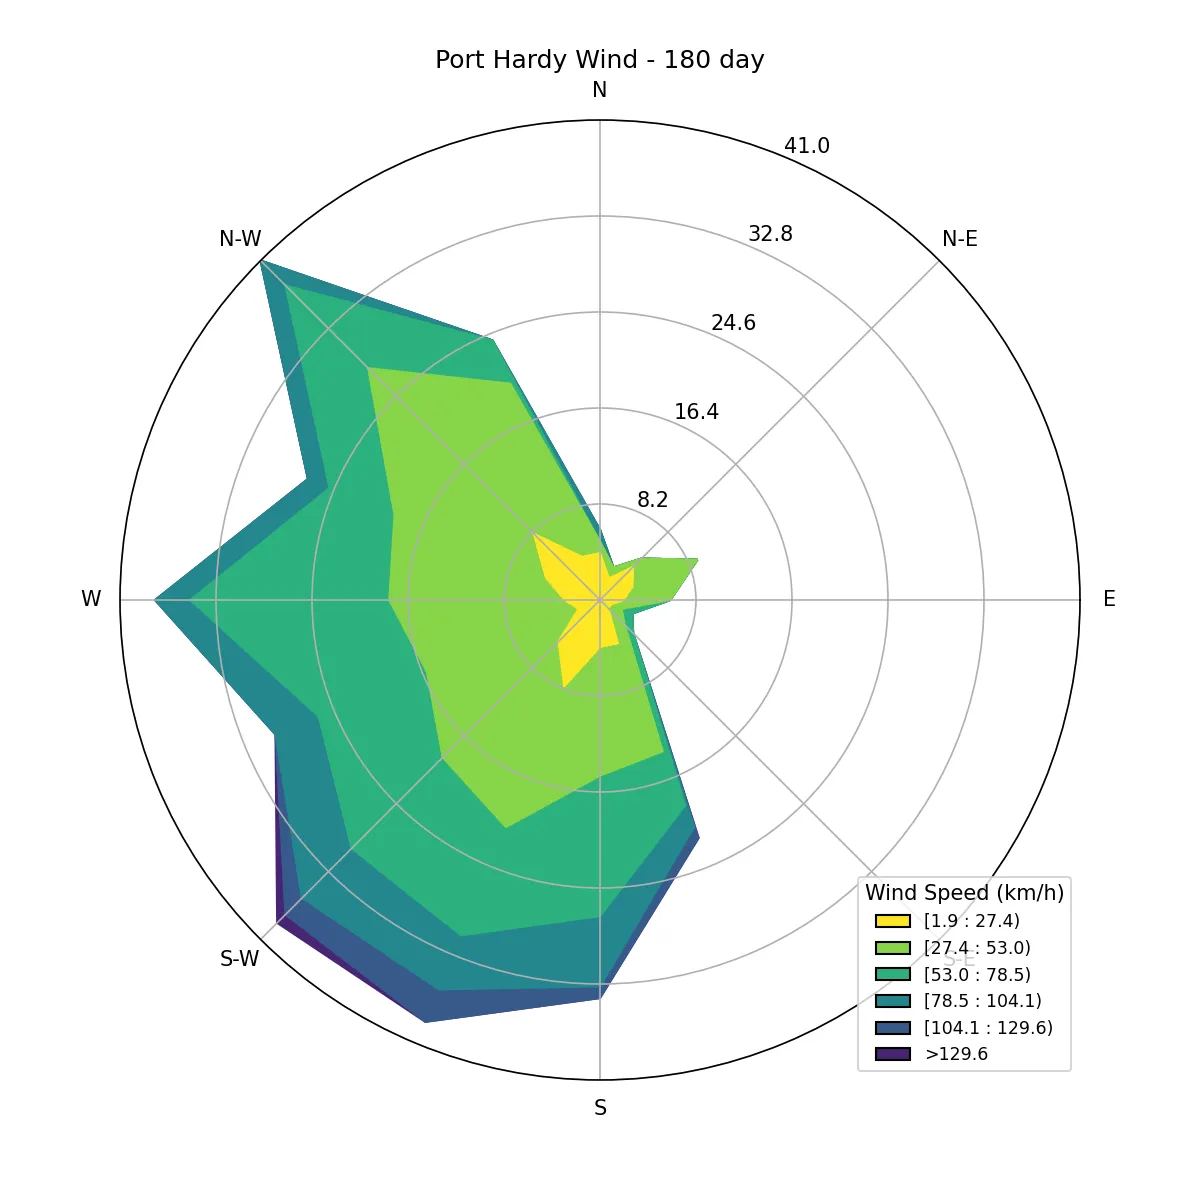 Port Hardy Wind - 180 day
N
41.0
32.8
N-W
N-E
24.6
16.4
8.2
W
E
Wind Speed (km/h)
[1.9 : 27.4)
[27.4 : 53.0)
S-W
S-E
[53.0 : 78.5)
[78.5 : 104.1)
[104.1 : 129.6)
>129.6
S